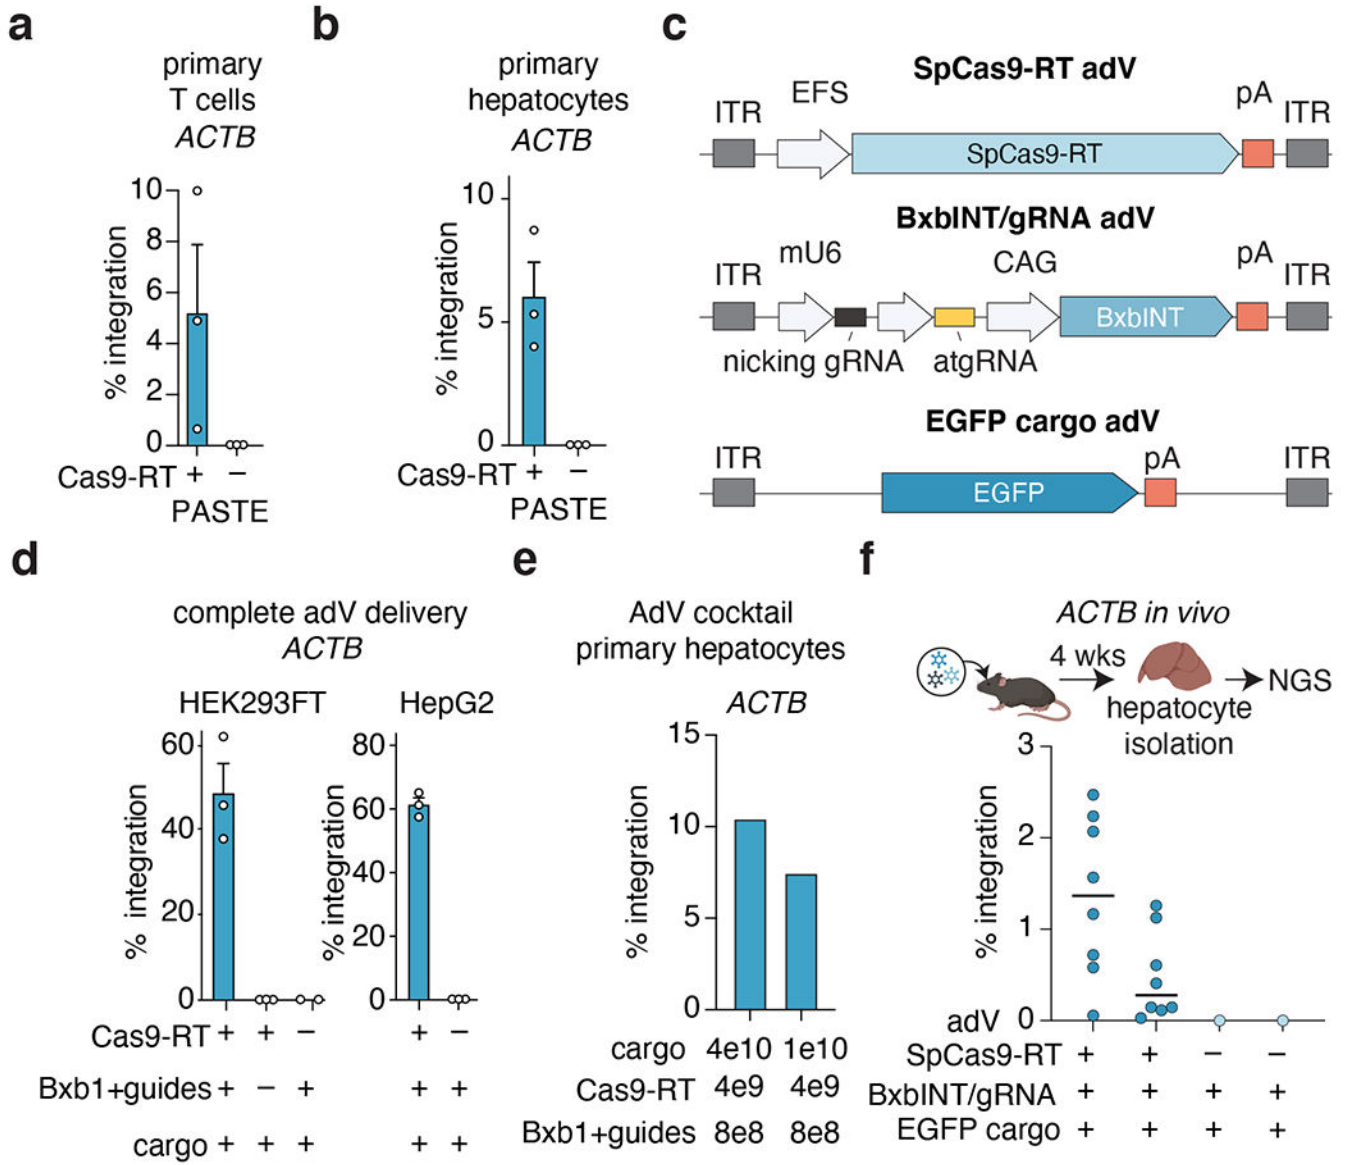 a
primary
T cells
ACTB
10
8
6
4
2
0
% integration
Cas9-RT + −
PASTE
b
primary
hepatocytes
ACTB
10
5
0
% integration
Cas9-RT + −
PASTE
c
SpCas9-RT adV
ITR EFS pA ITR
SpCas9-RT
BxbINT/gRNA adV
ITR mU6 CAG pA ITR
BxbINT
nicking gRNA atgRNA
EGFP cargo adV
ITR pA ITR
EGFP
d
complete adV delivery
ACTB
HEK293FT HepG2
60
40
20
0
% integration
80
60
40
20
0
% integration
Cas9-RT + + − + −
Bxb1+guides + − + + +
cargo + + + + +
e
AdV cocktail
primary hepatocytes
ACTB
15
10
5
0
% integration
cargo 4e10 1e10
Cas9-RT 4e9 4e9
Bxb1+guides 8e8 8e8
f
ACTB in vivo
4 wks
NGS
hepatocyte
isolation
3
2
1
0
% integration
adV
SpCas9-RT + + − −
BxbINT/gRNA + + + +
EGFP cargo + + + +